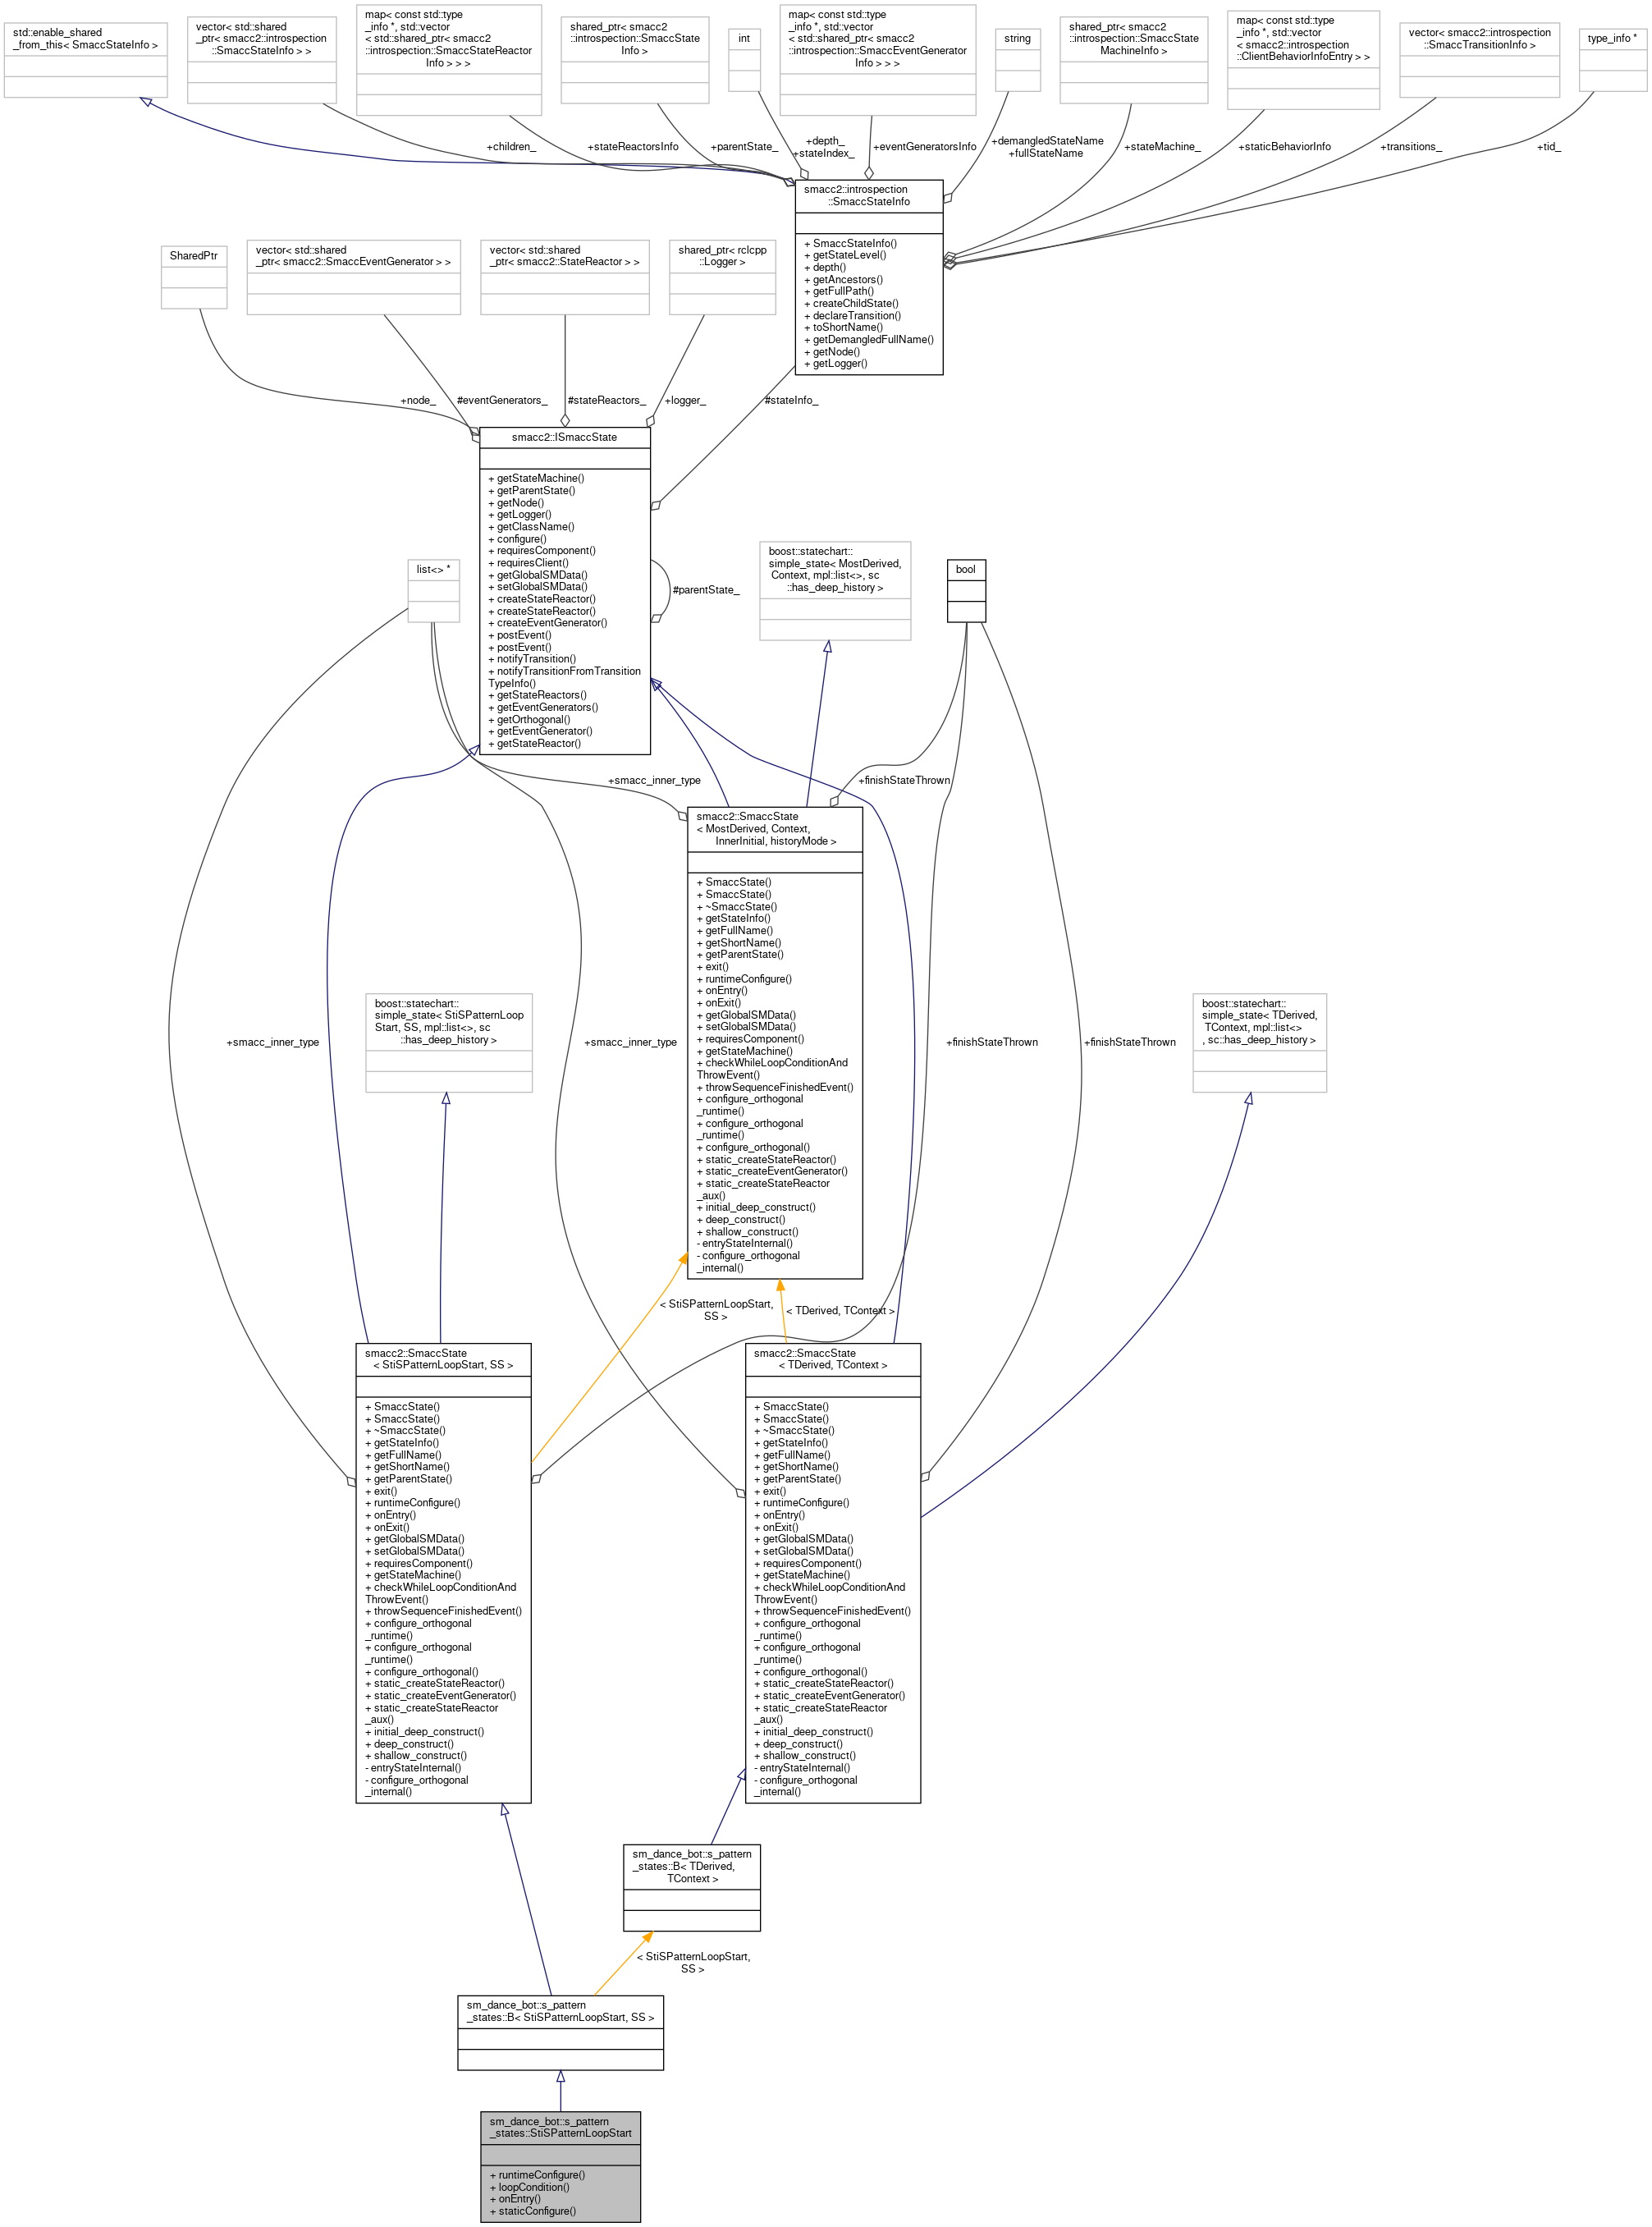 std::enable_shared
_from_this< SmaccStateInfo >
vector< std::shared
_ptr< smacc2::introspection
::SmaccStateInfo > >
map< const std::type
_info *, std::vector
< std::shared_ptr< smacc2
::introspection::SmaccStateReactor
Info > > >
shared_ptr< smacc2
::introspection::SmaccState
Info >
int
map< const std::type
_info *, std::vector
< std::shared_ptr< smacc2
::introspection::SmaccEventGenerator
Info > > >
string
shared_ptr< smacc2
::introspection::SmaccState
MachineInfo >
map< const std::type
_info *, std::vector
< smacc2::introspection
::ClientBehaviorInfoEntry > >
vector< smacc2::introspection
::SmaccTransitionInfo >
type_info *
+children_
+stateReactorsInfo
+parentState_
+depth_
+stateIndex_
+eventGeneratorsInfo
+demangledStateName
+fullStateName
+stateMachine_
+staticBehaviorInfo
+transitions_
+tid_
smacc2::introspection
::SmaccStateInfo
+ SmaccStateInfo()
+ getStateLevel()
+ depth()
+ getAncestors()
+ getFullPath()
+ createChildState()
+ declareTransition()
+ toShortName()
+ getDemangledFullName()
+ getNode()
+ getLogger()
SharedPtr
vector< std::shared
_ptr< smacc2::SmaccEventGenerator > >
vector< std::shared
_ptr< smacc2::StateReactor > >
shared_ptr< rclcpp
::Logger >
+node_
#eventGenerators_
#stateReactors_
+logger_
#stateInfo_
smacc2::ISmaccState
+ getStateMachine()
+ getParentState()
+ getNode()
+ getLogger()
+ getClassName()
+ configure()
+ requiresComponent()
+ requiresClient()
+ getGlobalSMData()
+ setGlobalSMData()
+ createStateReactor()
+ createStateReactor()
+ createEventGenerator()
+ postEvent()
+ postEvent()
+ notifyTransition()
+ notifyTransitionFromTransition
TypeInfo()
+ getStateReactors()
+ getEventGenerators()
+ getOrthogonal()
+ getEventGenerator()
+ getStateReactor()
#parentState_
list<> *
boost::statechart::
simple_state< MostDerived,
Context, mpl::list<>, sc
::has_deep_history >
bool
+smacc_inner_type
+finishStateThrown
smacc2::SmaccState
< MostDerived, Context,
InnerInitial, historyMode >
+ SmaccState()
+ SmaccState()
+ ~SmaccState()
+ getStateInfo()
+ getFullName()
+ getShortName()
+ getParentState()
+ exit()
+ runtimeConfigure()
+ onEntry()
+ onExit()
+ getGlobalSMData()
+ setGlobalSMData()
+ requiresComponent()
+ getStateMachine()
+ checkWhileLoopConditionAnd
ThrowEvent()
+ throwSequenceFinishedEvent()
+ configure_orthogonal
_runtime()
+ configure_orthogonal
_runtime()
+ configure_orthogonal()
+ static_createStateReactor()
+ static_createEventGenerator()
+ static_createStateReactor
_aux()
+ initial_deep_construct()
+ deep_construct()
+ shallow_construct()
- entryStateInternal()
- configure_orthogonal
_internal()
boost::statechart::
simple_state< StiSPatternLoop
Start, SS, mpl::list<>, sc
::has_deep_history >
boost::statechart::
simple_state< TDerived,
TContext, mpl::list<>
, sc::has_deep_history >
+smacc_inner_type
+smacc_inner_type
+finishStateThrown
+finishStateThrown
< StiSPatternLoopStart,
SS >
< TDerived, TContext >
smacc2::SmaccState
< StiSPatternLoopStart, SS >
+ SmaccState()
+ SmaccState()
+ ~SmaccState()
+ getStateInfo()
+ getFullName()
+ getShortName()
+ getParentState()
+ exit()
+ runtimeConfigure()
+ onEntry()
+ onExit()
+ getGlobalSMData()
+ setGlobalSMData()
+ requiresComponent()
+ getStateMachine()
+ checkWhileLoopConditionAnd
ThrowEvent()
+ throwSequenceFinishedEvent()
+ configure_orthogonal
_runtime()
+ configure_orthogonal
_runtime()
+ configure_orthogonal()
+ static_createStateReactor()
+ static_createEventGenerator()
+ static_createStateReactor
_aux()
+ initial_deep_construct()
+ deep_construct()
+ shallow_construct()
- entryStateInternal()
- configure_orthogonal
_internal()
smacc2::SmaccState
< TDerived, TContext >
+ SmaccState()
+ SmaccState()
+ ~SmaccState()
+ getStateInfo()
+ getFullName()
+ getShortName()
+ getParentState()
+ exit()
+ runtimeConfigure()
+ onEntry()
+ onExit()
+ getGlobalSMData()
+ setGlobalSMData()
+ requiresComponent()
+ getStateMachine()
+ checkWhileLoopConditionAnd
ThrowEvent()
+ throwSequenceFinishedEvent()
+ configure_orthogonal
_runtime()
+ configure_orthogonal
_runtime()
+ configure_orthogonal()
+ static_createStateReactor()
+ static_createEventGenerator()
+ static_createStateReactor
_aux()
+ initial_deep_construct()
+ deep_construct()
+ shallow_construct()
- entryStateInternal()
- configure_orthogonal
_internal()
sm_dance_bot::s_pattern
_states::B< TDerived,
TContext >
< StiSPatternLoopStart,
SS >
sm_dance_bot::s_pattern
_states::B< StiSPatternLoopStart, SS >
sm_dance_bot::s_pattern
_states::StiSPatternLoopStart
+ runtimeConfigure()
+ loopCondition()
+ onEntry()
+ staticConfigure()